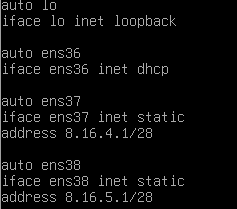 auto lo
iface lo inet loopback
auto ens36
iface ens36 inet dhcp
auto ens37
iface ens37 inet static
address 8.16.4.1/28
auto ens38
iface ens38 inet static
address 8.16.5.1/28